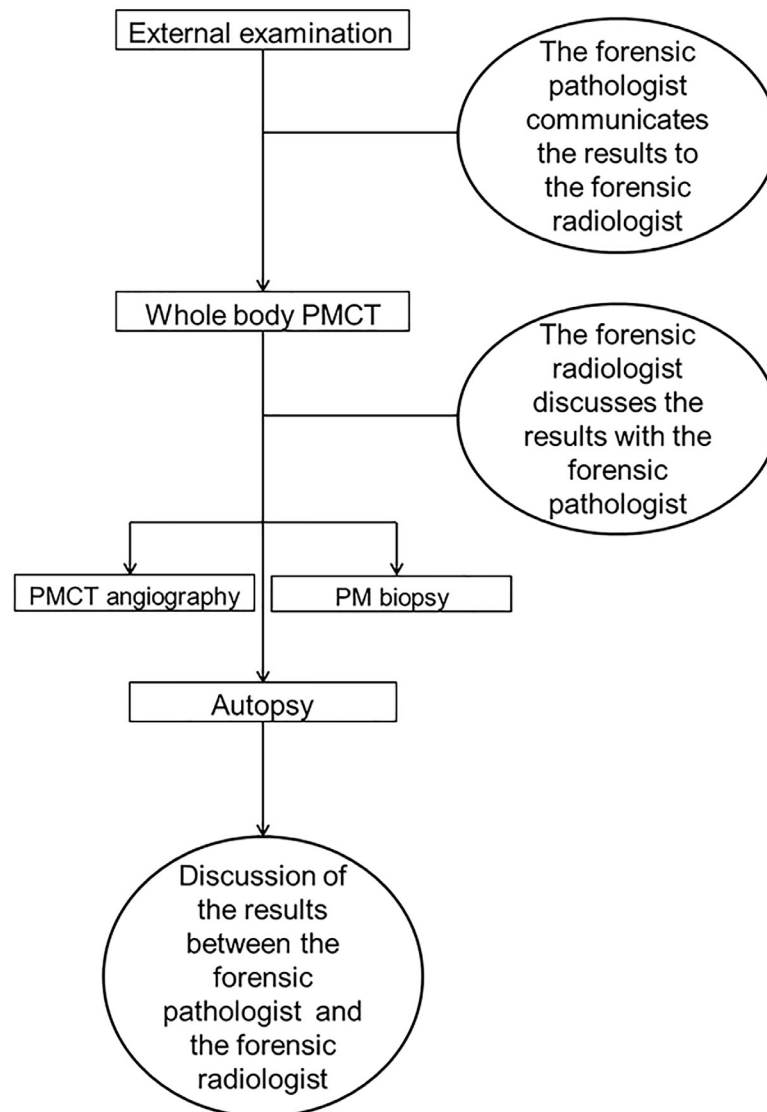 External examination
The forensic
pathologist
communicates
the results to
the forensic
radiologist
Whole body PMCT
The forensic
radiologist
discusses the
results with the
forensic
pathologist
PMCT angiography
PM biopsy
Autopsy
Discussion of
the results
between the
forensic
pathologist and
the forensic
radiologist